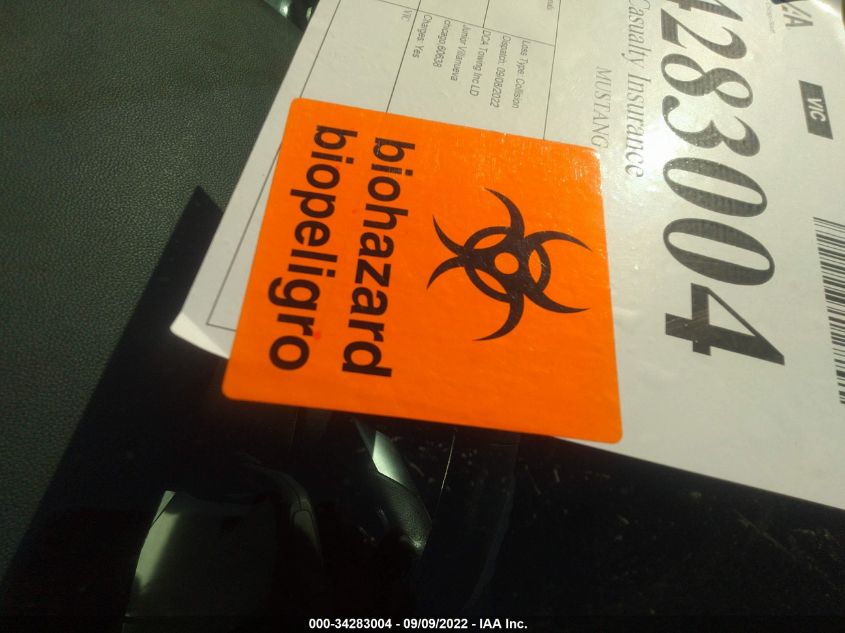 4283004
Casualty Insurance
MUSTANG
VIC
Loss Type: Collision
Dispatch: 09/08/2022
DCA Towing Inc LD
Junior Villanueva
chicago 60638
Charges: Yes
VIC
biohazard
biopeligro
000-34283004 - 09/09/2022 - IAA Inc.